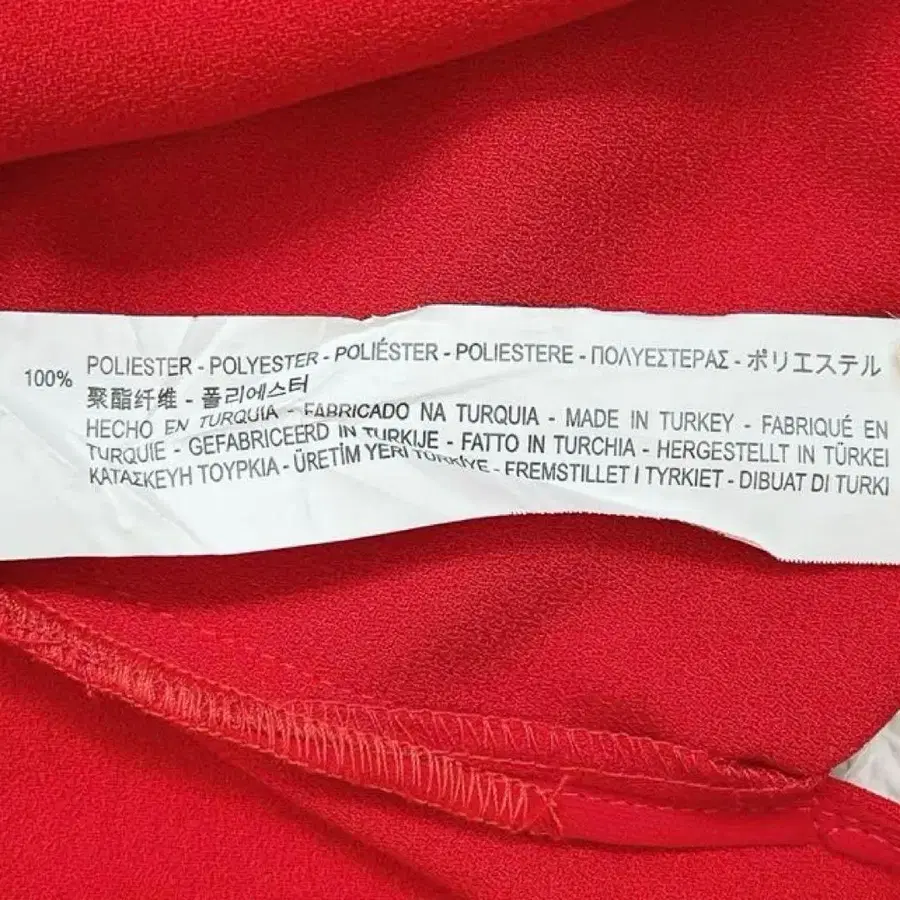 100% POLIESTER - POLYESTER - POLIÉSTER - POLIESTERE - ΠΟΛΥΕΣΤΕΡΑΣ - ポリエステル
聚酯纤维 - 폴리에스터
HECHO EN TURQUIA - FABRICADO NA TURQUIA - MADE IN TURKEY - FABRIQUÉ EN
TURQUIE - GEFABRICEERD IN TURKIJE - FATTO IN TURCHIA - HERGESTELLT IN TÜRKEI
ΚΑΤΑΣΚΕΥΗ ΤΟΥΡΚΙΑ - ÜRETİM YERİ TÜRKİYE - FREMSTILLET I TYRKIET - DIBUAT DI TURKI